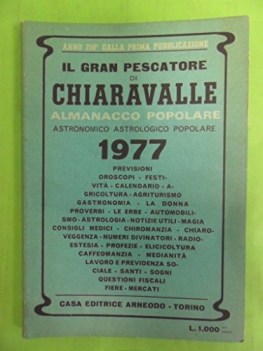 ANNO 215° DALLA PRIMA PUBBLICAZIONE
IL GRAN PESCATORE
DI
CHIARAVALLE
ALMANACCO POPOLARE
ASTRONOMICO ASTROLOGICO POPOLARE
1977
PREVISIONI
OROSCOPI - FESTI-
VITÀ - CALENDARIO - A-
GRICOLTURA - AGRITURISMO
GASTRONOMIA - LA DONNA
PROVERBI - LE ERBE - AUTOMOBILI-
SMO - ASTROLOGIA - NOTIZIE UTILI - MAGIA
CONSIGLI MEDICI - CHIROMANZIA - CHIARO-
VEGGENZA - NUMERI DIVINATORI - RADIO-
ESTESIA - PROFEZIE - ELICICOLTURA
CAFFEOMANZIA - MEDIANITÀ
LAVORO E PREVIDENZA SO-
CIALE - SANTI - SOGNI
QUESTIONI FISCALI
FIERE - MERCATI
CASA EDITRICE ARNEODO - TORINO
L. 1.000